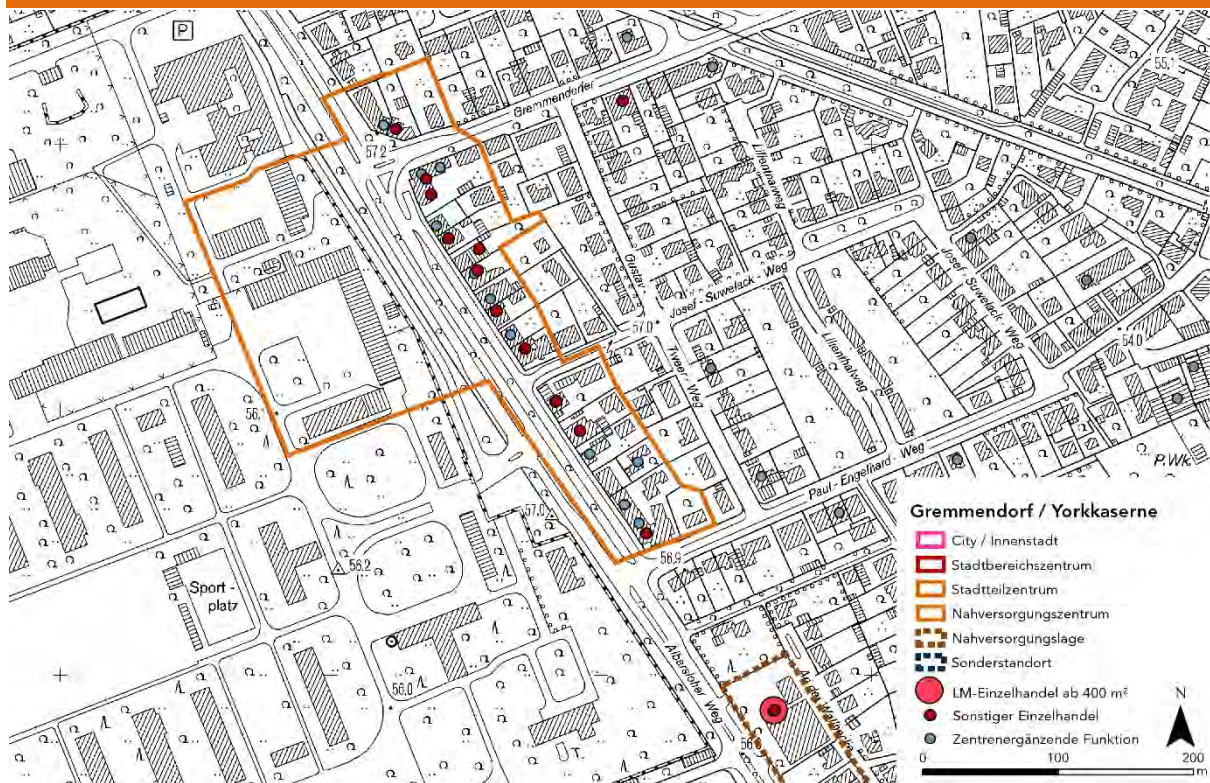 P
55.1
Gremmendorfer
57.2
Lilienthalweg
Gustav
Josef - Suwelack - Weg
Josef - Suwelack - Weg
57.0
54.0
Tweer - Weg
Lilienthalweg
56.1
Paul - Engelhard - Weg
P.Wk.
57.0
56.9
56.2
Sport -
platz
56.0
Albersloher Weg
T.
Gremmendorf / Yorkkaserne
City / Innenstadt
Stadtbereichszentrum
Stadtteilzentrum
Nahversorgungszentrum
Nahversorgungslage
Sonderstandort
LM-Einzelhandel ab 400 m²
Sonstiger Einzelhandel
Zentrenergänzende Funktion
N
0 100 200
m